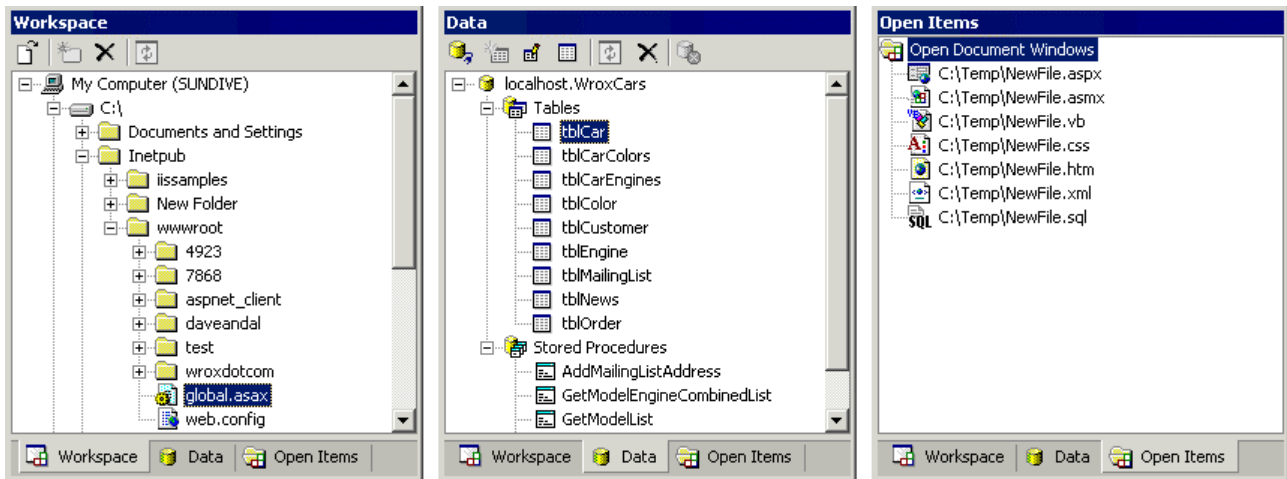 Workspace
My Computer (SUNDIVE)
C:\
Documents and Settings
Inetpub
iissamples
New Folder
wwwroot
4923
7868
aspnet_client
daveandal
test
wroxdotcom
global.asax
web.config
Workspace Data Open Items
Data
localhost.WroxCars
Tables
tblCar
tblCarColors
tblCarEngines
tblColor
tblCustomer
tblEngine
tblMailingList
tblNews
tblOrder
Stored Procedures
AddMailingListAddress
GetModelEngineCombinedList
GetModelList
Workspace Data Open Items
Open Items
Open Document Windows
C:\Temp\NewFile.aspx
C:\Temp\NewFile.asmx
C:\Temp\NewFile.vb
C:\Temp\NewFile.css
C:\Temp\NewFile.htm
C:\Temp\NewFile.xml
SQL C:\Temp\NewFile.sql
Workspace Data Open Items